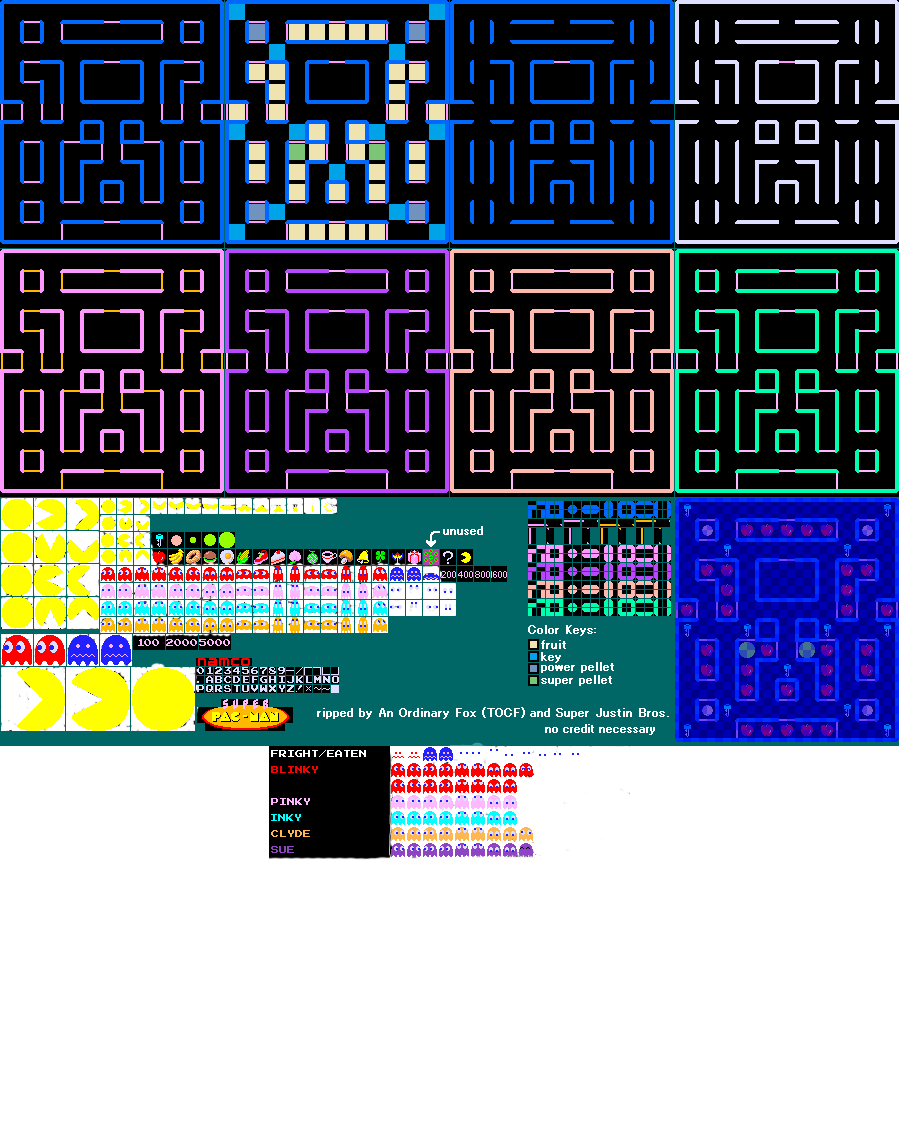 unused
?
200 400 800 1600
Color Keys:
fruit
key
power pellet
super pellet
100 2000 5000
namco
0123456789-/
.ABCDEFGHIJKLMNO
PQRSTUVWXYZ
SUPER
PAC-MAN
ripped by An Ordinary Fox (TOCF) and Super Justin Bros.
no credit necessary
FRIGHT/EATEN
BLINKY
PINKY
INKY
CLYDE
SUE